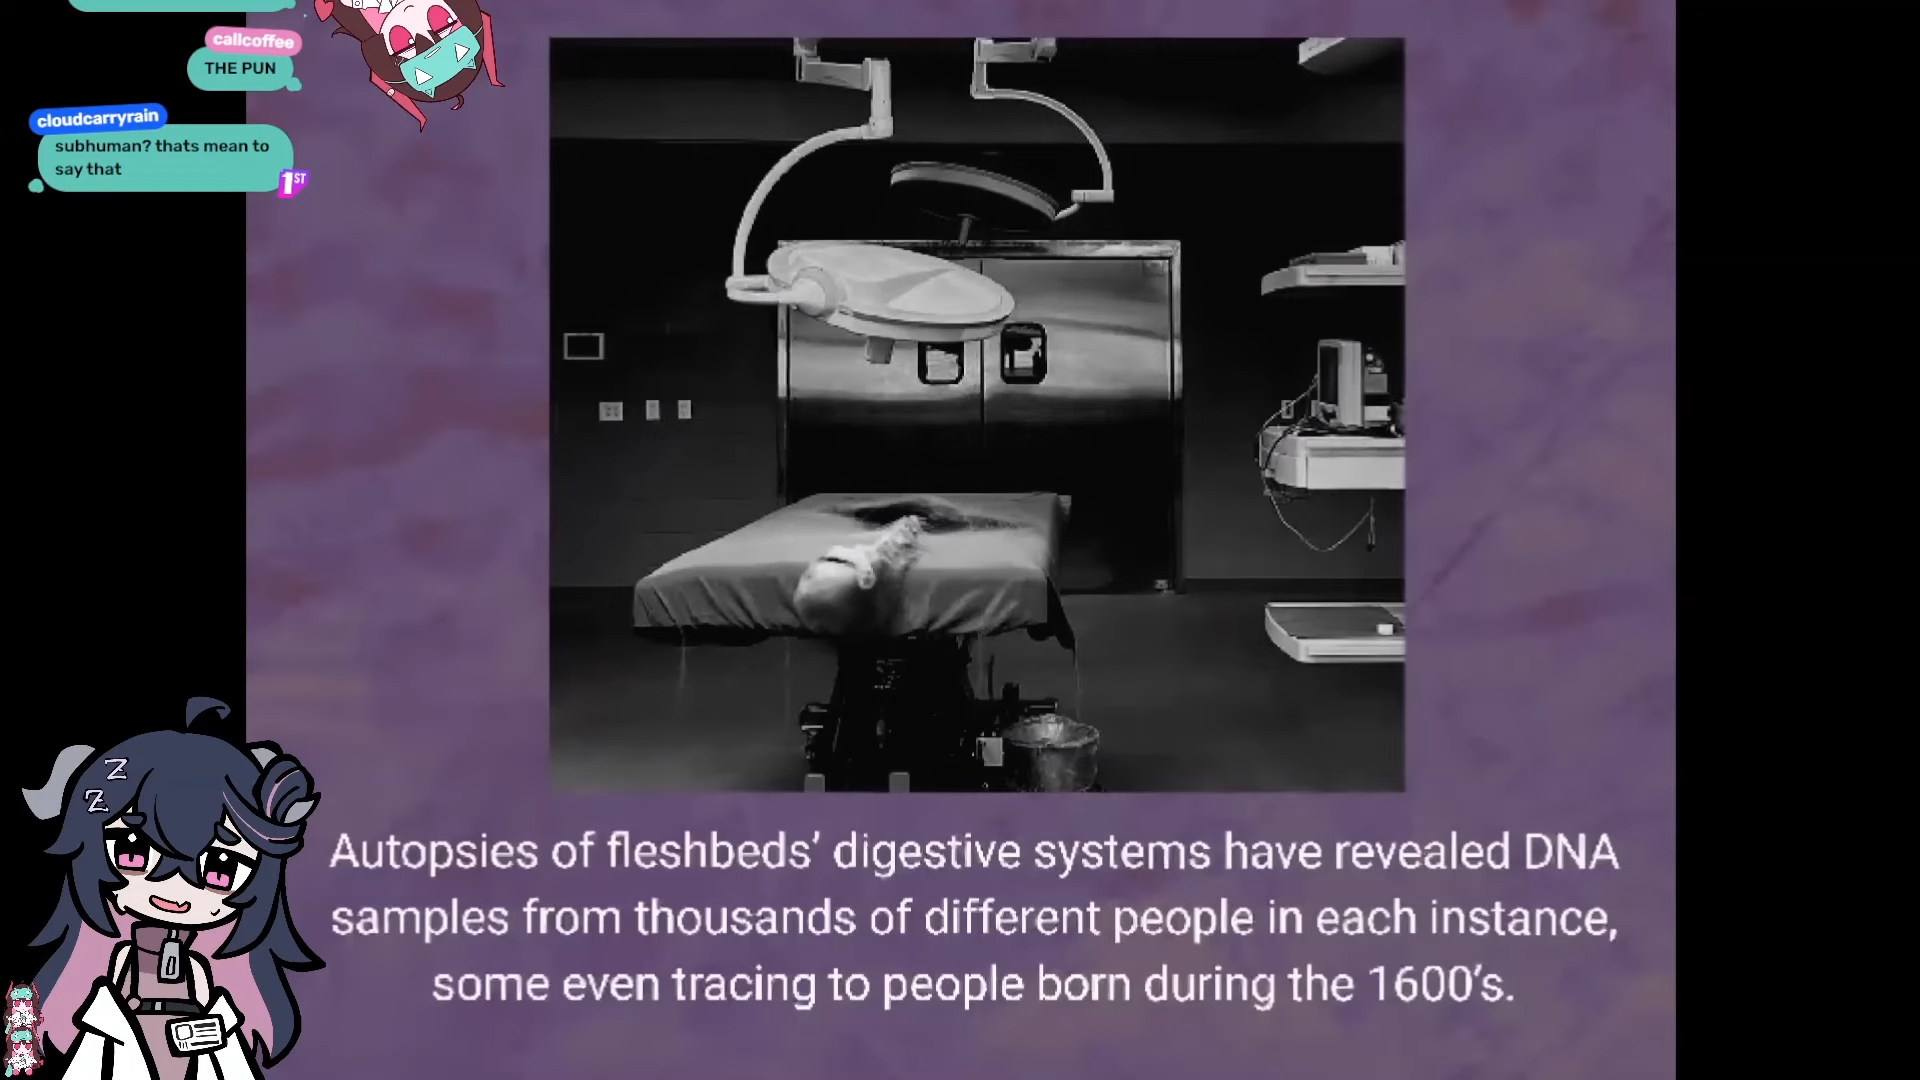 callcoffee
THE PUN
cloudcarryrain
subhuman? thats mean to
say that
1ST
Z
Z
Autopsies of fleshbeds’ digestive systems have revealed DNA
samples from thousands of different people in each instance,
some even tracing to people born during the 1600’s.